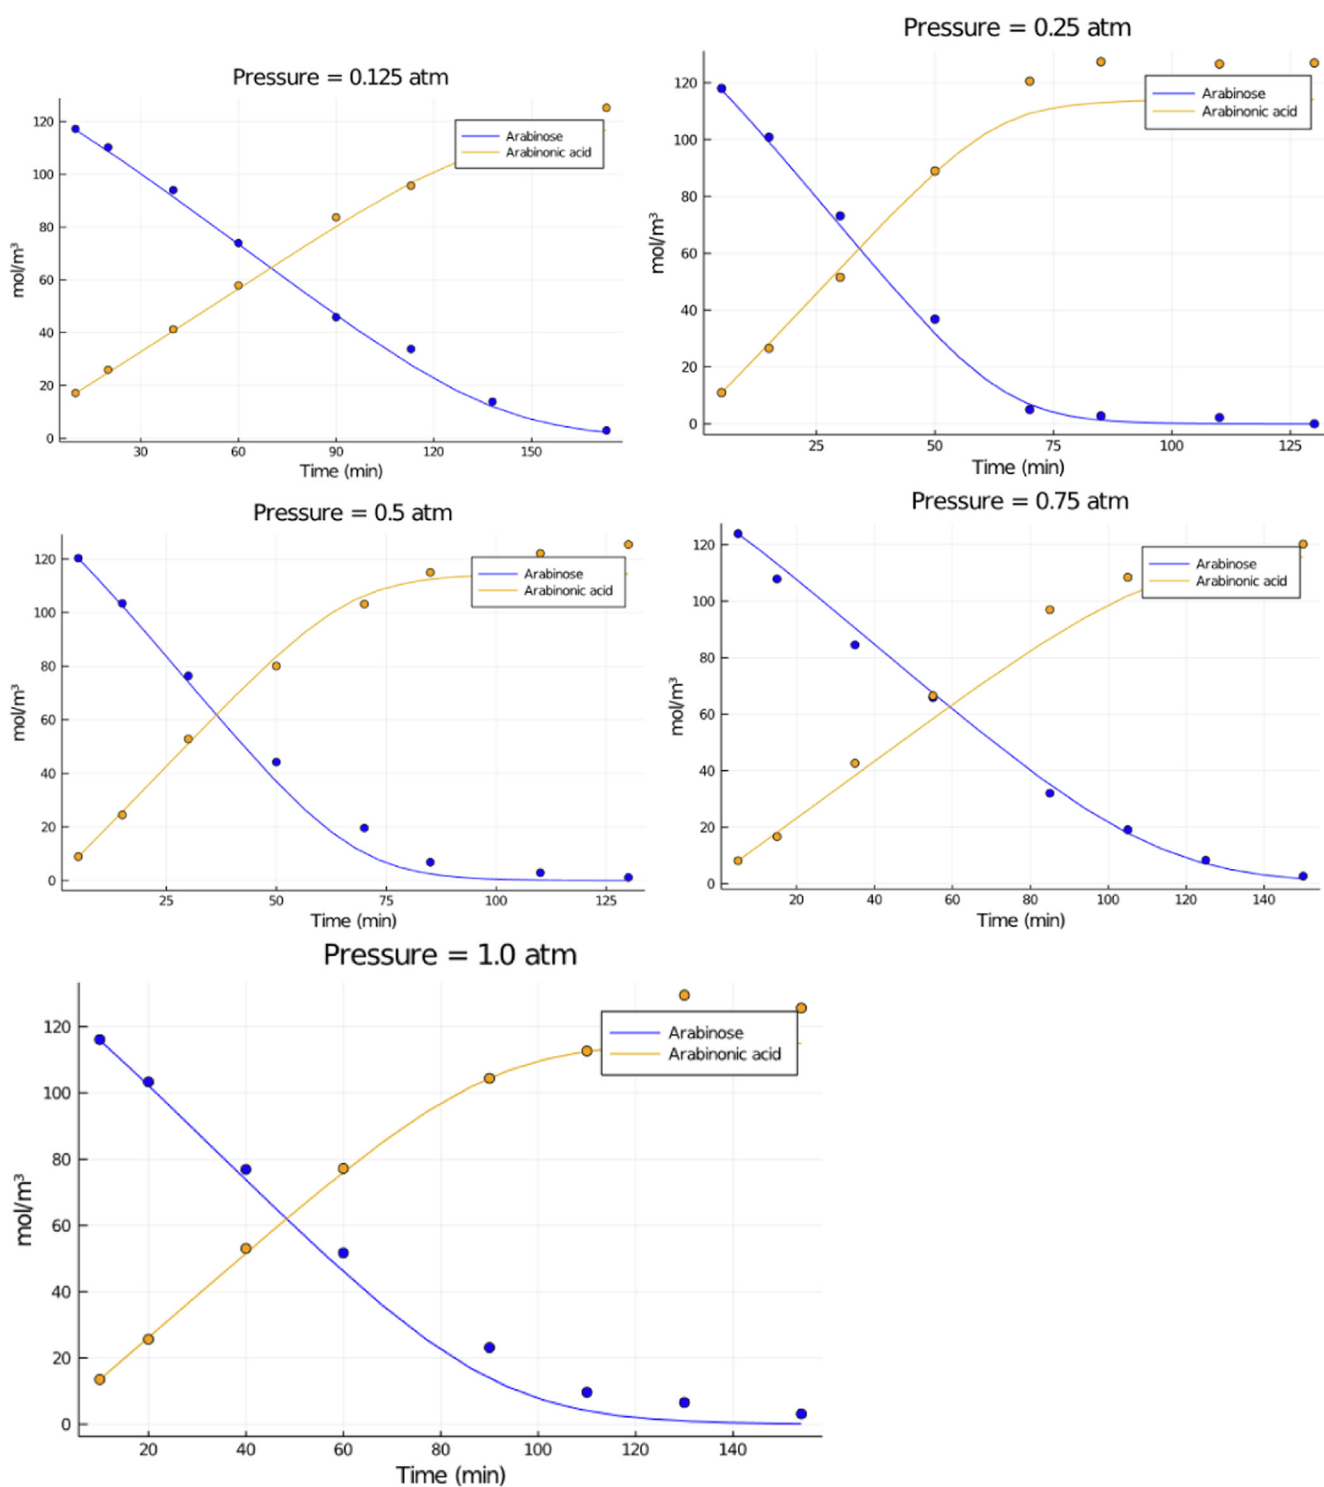 Pressure = 0.125 atm
120
100
80
60
40
20
0
mol/m³
Arabinose
Arabinonic acid
30 60 90 120 150
Time (min)
Pressure = 0.25 atm
120
100
80
60
40
20
0
mol/m³
Arabinose
Arabinonic acid
25 50 75 100 125
Time (min)
Pressure = 0.5 atm
120
100
80
60
40
20
0
mol/m³
Arabinose
Arabinonic acid
25 50 75 100 125
Time (min)
Pressure = 0.75 atm
120
100
80
60
40
20
0
mol/m³
Arabinose
Arabinonic acid
20 40 60 80 100 120 140
Time (min)
Pressure = 1.0 atm
120
100
80
60
40
20
0
mol/m³
Arabinose
Arabinonic acid
20 40 60 80 100 120 140
Time (min)